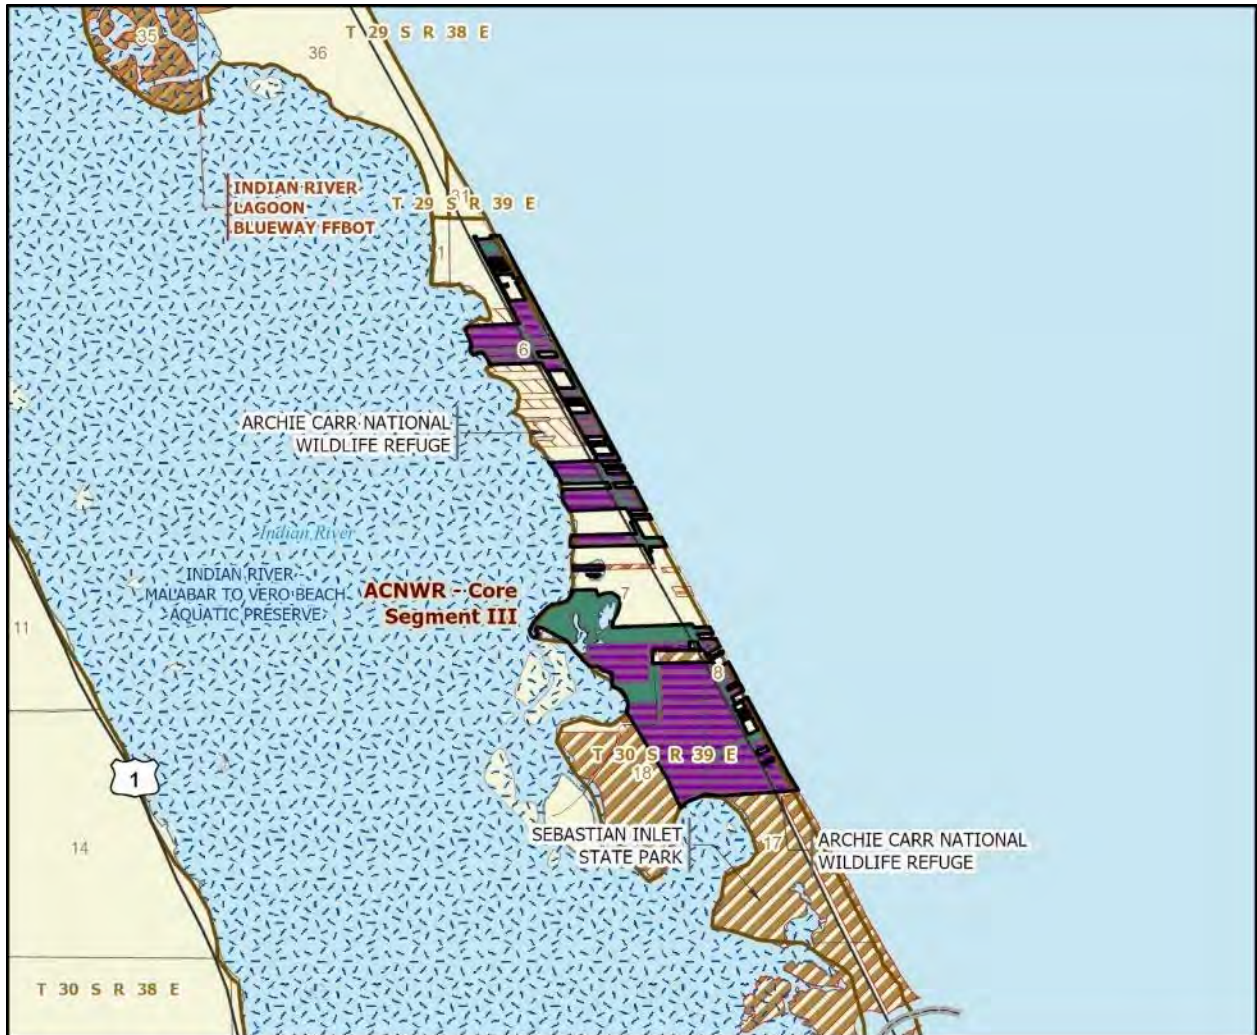 35
36
T 29 S R 38 E
INDIAN RIVER
LAGOON
BLUEWAY FFBOT
31
T 29 S R 39 E
1
6
ARCHIE CARR NATIONAL
WILDLIFE REFUGE
Indian River
INDIAN RIVER -
MALABAR TO VERO BEACH
AQUATIC PRESERVE
ACNWR - Core
Segment III
7
11
8
T 30 S R 39 E
18
1
14
SEBASTIAN INLET
STATE PARK
17
ARCHIE CARR NATIONAL
WILDLIFE REFUGE
T 30 S R 38 E